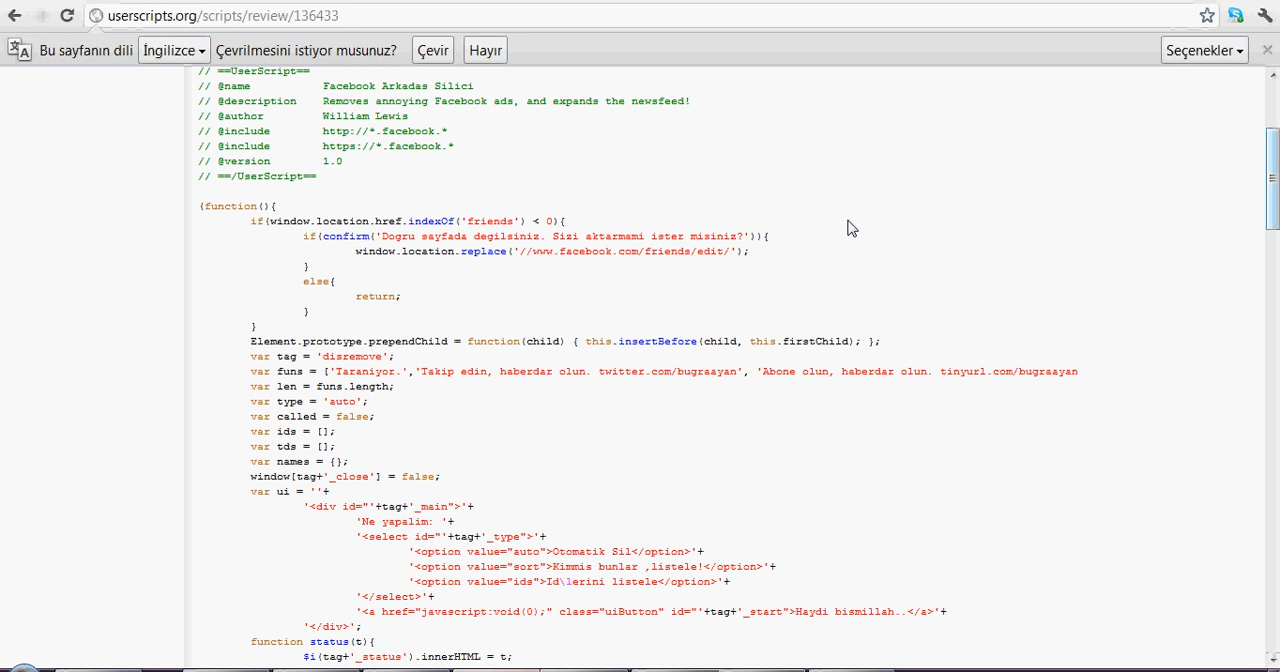 userscripts.org/scripts/review/136433
Bu sayfanın dili İngilizce Çevrilmesini istiyor musunuz? Çevir Hayır Seçenekler
// ==UserScript==
// @name Facebook Arkadas Silici
// @description Removes annoying Facebook ads, and expands the newsfeed!
// @author William Lewis
// @include http://*.facebook.*
// @include https://*.facebook.*
// @version 1.0
// ==/UserScript==
(function(){
if(window.location.href.indexOf('friends') < 0){
if(confirm('Dogru sayfada degilsiniz. Sizi aktarmami ister misiniz?')){
window.location.replace('//www.facebook.com/friends/edit/');
}
else{
return;
}
}
Element.prototype.prependChild = function(child) { this.insertBefore(child, this.firstChild); };
var tag = 'disremove';
var funs = ['Taraniyor.','Takip edin, haberdar olun. twitter.com/bugraayan', 'Abone olun, haberdar olun. tinyurl.com/bugraayan
var len = funs.length;
var type = 'auto';
var called = false;
var ids = [];
var tds = [];
var names = {};
window[tag+'_close'] = false;
var ui = ''+
'<div id="'+tag+'_main">'+
'Ne yapalim: '+
'<select id="'+tag+'_type">'+
'<option value="auto">Otomatik Sil</option>'+
'<option value="sort">Kimmis bunlar ,listele!</option>'+
'<option value="ids">Id\lerini listele</option>'+
'</select>'+
'<a href="javascript:void(0);" class="uiButton" id="'+tag+'_start">Haydi bismillah..</a>'+
'</div>';
function status(t){
$i(tag+'_status').innerHTML = t;